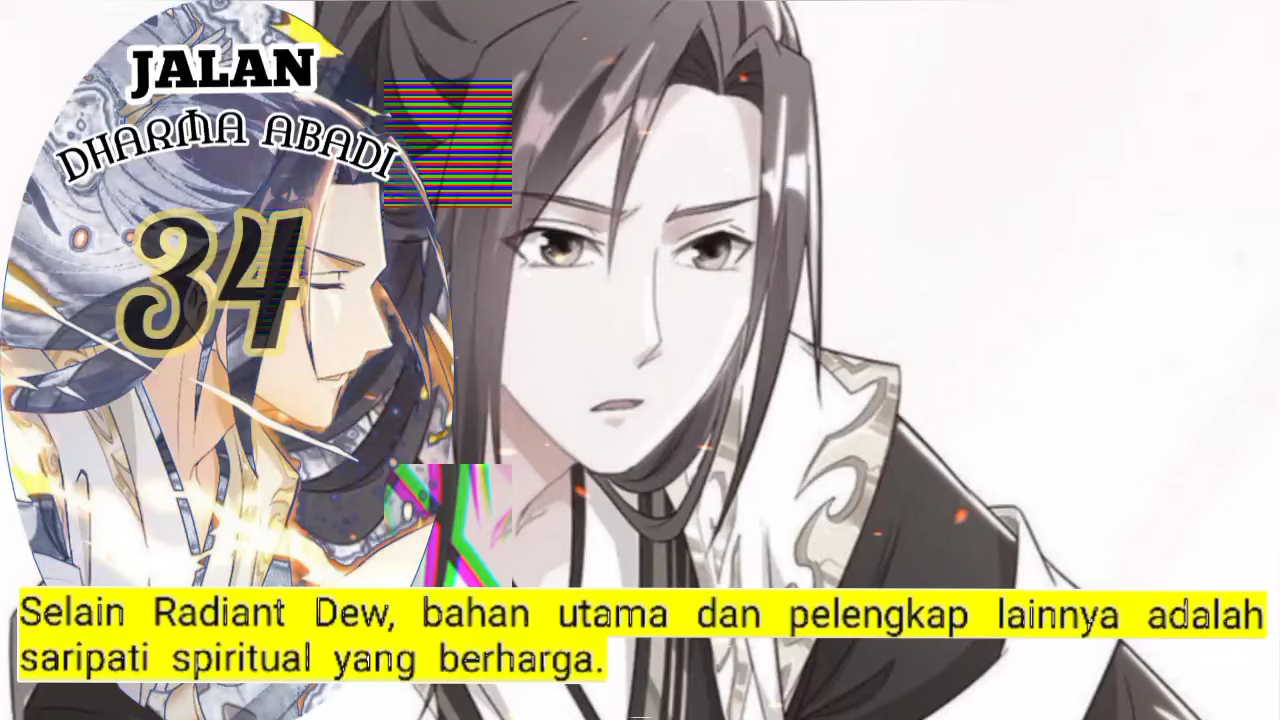 JALAN
DHARMA ABADI
34
Selain Radiant Dew, bahan utama dan pelengkap lainnya adalah
saripati spiritual yang berharga.